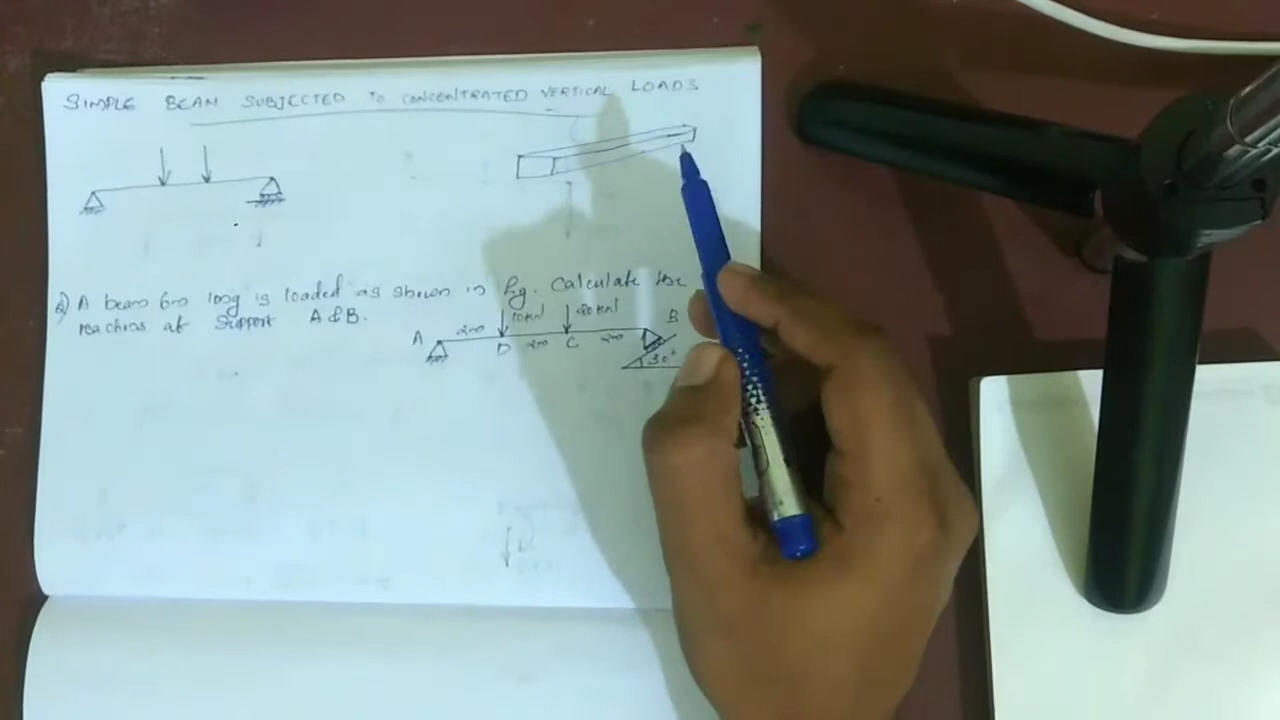 SIMPLE BEAM SUBJECTED TO CONCENTRATED VERTICAL LOADS
Q) A beam 6m long is loaded as shown in fig. Calculate the
reactions at support A & B.
10KN
A 2m D 2m C 2m B
30°